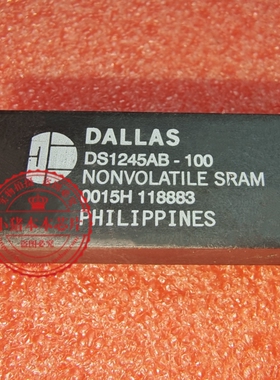 DALLAS
DS1245AB - 100
NONVOLATILE SRAM
0015H 118883
PHILIPPINES